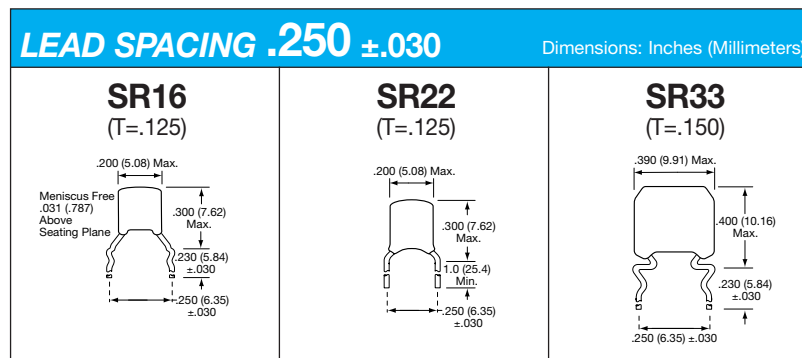 LEAD SPACING .250 ±.030
Dimensions: Inches (Millimeters)
SR16
(T=.125)
.200 (5.08) Max.
Meniscus Free
.031 (.787)
Above
Seating Plane
.300 (7.62)
Max.
.230 (5.84)
±.030
.250 (6.35)
±.030
SR22
(T=.125)
.200 (5.08) Max.
.300 (7.62)
Max.
1.0 (25.4)
Min.
.250 (6.35)
±.030
SR33
(T=.150)
.390 (9.91) Max.
.400 (10.16)
Max.
.230 (5.84)
±.030
.250 (6.35) ±.030